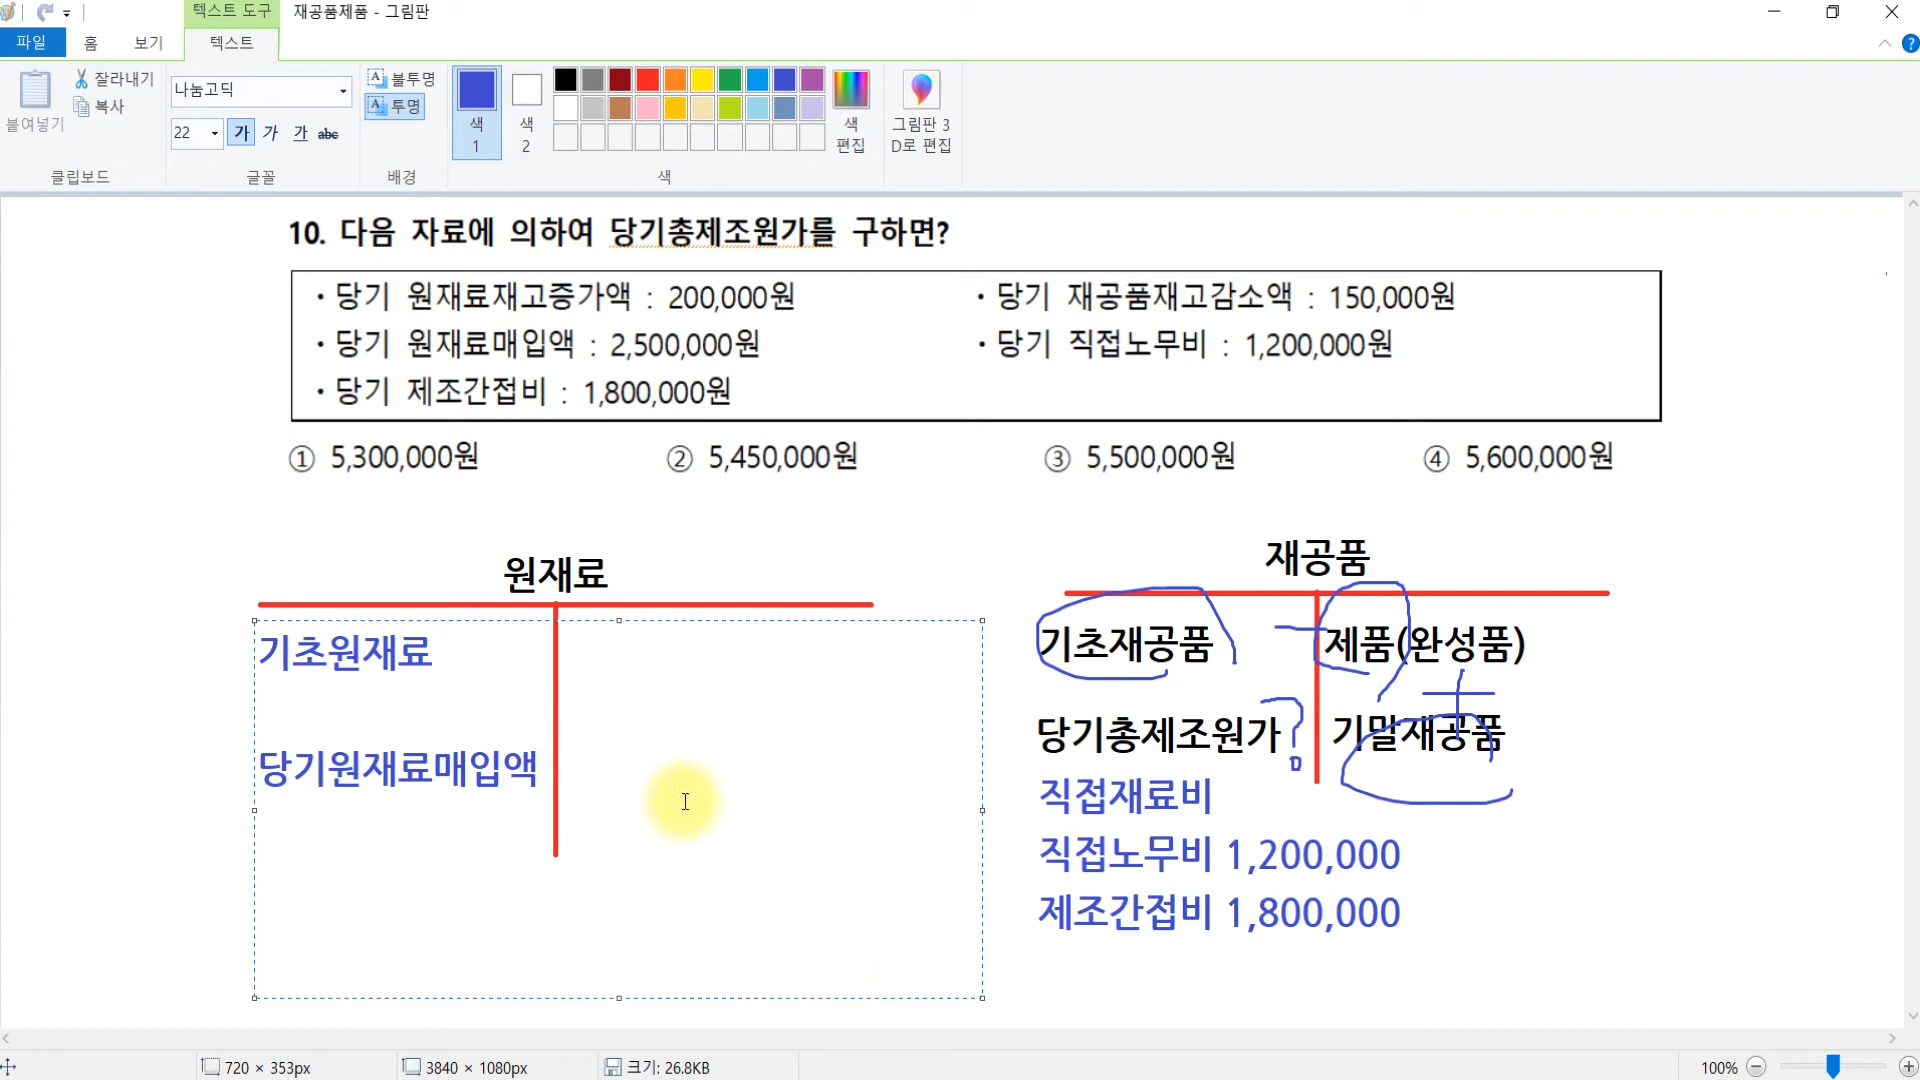 텍스트 도구
재공품제품 - 그림판
파일 홈 보기 텍스트
붙여넣기
잘라내기
복사
클립보드
나눔고딕
22 가 가 가 abc
글꼴
A 불투명
A 투명
배경
색 1
색 2
색
색 편집
그림판 3D로 편집
10. 다음 자료에 의하여 당기총제조원가를 구하면?
· 당기 원재료재고증가액 : 200,000원 · 당기 재공품재고감소액 : 150,000원
· 당기 원재료매입액 : 2,500,000원 · 당기 직접노무비 : 1,200,000원
· 당기 제조간접비 : 1,800,000원
① 5,300,000원 ② 5,450,000원 ③ 5,500,000원 ④ 5,600,000원
원재료
기초원재료
당기원재료매입액
재공품
기초재공품 제품(완성품)
당기총제조원가 ? 기말재공품
직접재료비
직접노무비 1,200,000
제조간접비 1,800,000
720 × 353px 3840 × 1080px 크기: 26.8KB 100%